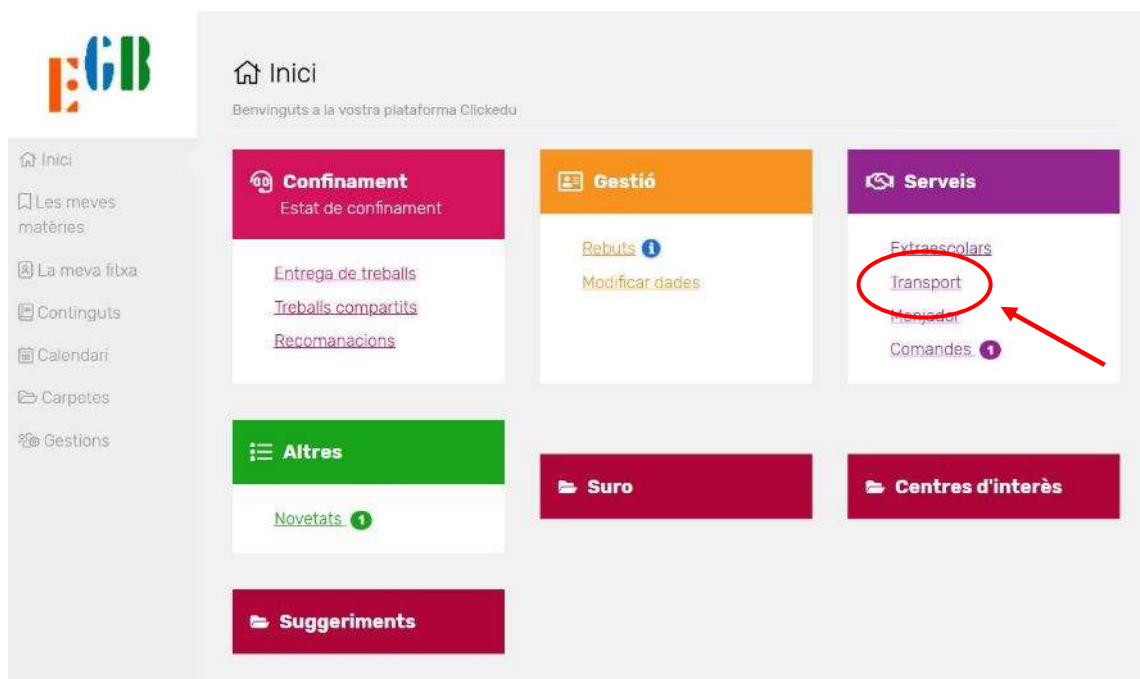 EGB
Inici
Benvinguts a la vostra plataforma Clickedu
Inici
Les meves
matèries
La meva fitxa
Continguts
Calendari
Carpetes
Gestions
Confinament
Estat de confinament
Entrega de treballs
Treballs compartits
Recomanacions
Gestió
Rebuts i
Modificar dades
Serveis
Extraescolars
Transport
Menjador
Comandes 1
Altres
Novetats 1
Suro
Centres d'interès
Suggeriments